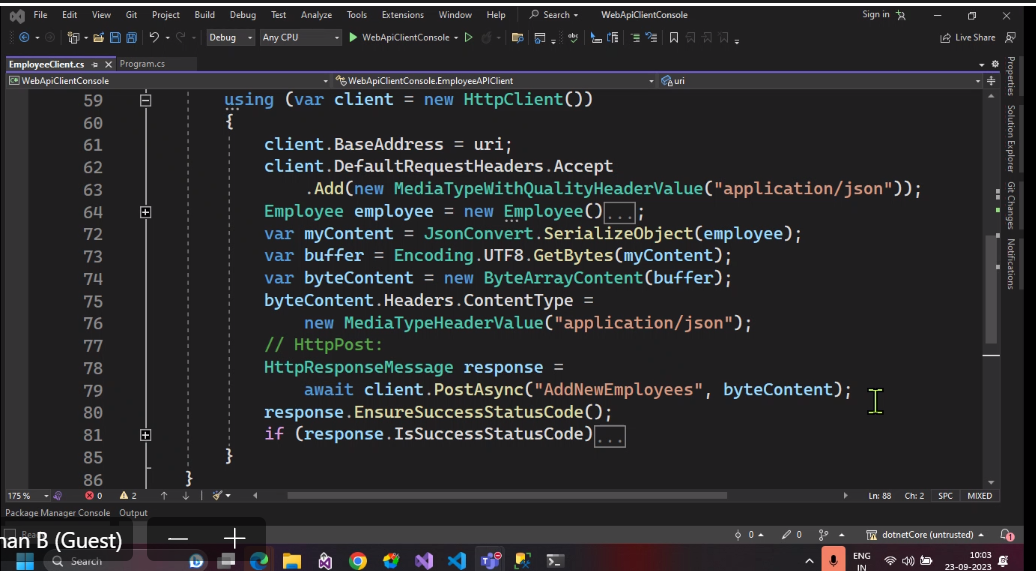 File Edit View Git Project Build Debug Test Analyze Tools Extensions Window Help Search WebApiClientConsole Sign in
Debug Any CPU WebApiClientConsole Live Share
EmployeeClient.cs Program.cs
WebApiClientConsole WebApiClientConsole.EmployeeAPIClient uri
59 using (var client = new HttpClient())
60 {
61 client.BaseAddress = uri;
62 client.DefaultRequestHeaders.Accept
63 .Add(new MediaTypeWithQualityHeaderValue("application/json"));
64 Employee employee = new Employee()...;
72 var myContent = JsonConvert.SerializeObject(employee);
73 var buffer = Encoding.UTF8.GetBytes(myContent);
74 var byteContent = new ByteArrayContent(buffer);
75 byteContent.Headers.ContentType =
76 new MediaTypeHeaderValue("application/json");
77 // HttpPost:
78 HttpResponseMessage response =
79 await client.PostAsync("AddNewEmployees", byteContent);
80 response.EnsureSuccessStatusCode();
81 if (response.IsSuccessStatusCode)...
85 }
86 }
Properties
Solution Explorer
Git Changes
Notifications
175 % 0 2 Ln: 88 Ch: 2 SPC MIXED
Package Manager Console Output
0 0 dotnetCore (untrusted) 1
nan B (Guest)
Search
ENG
IN
10:03
23-09-2023